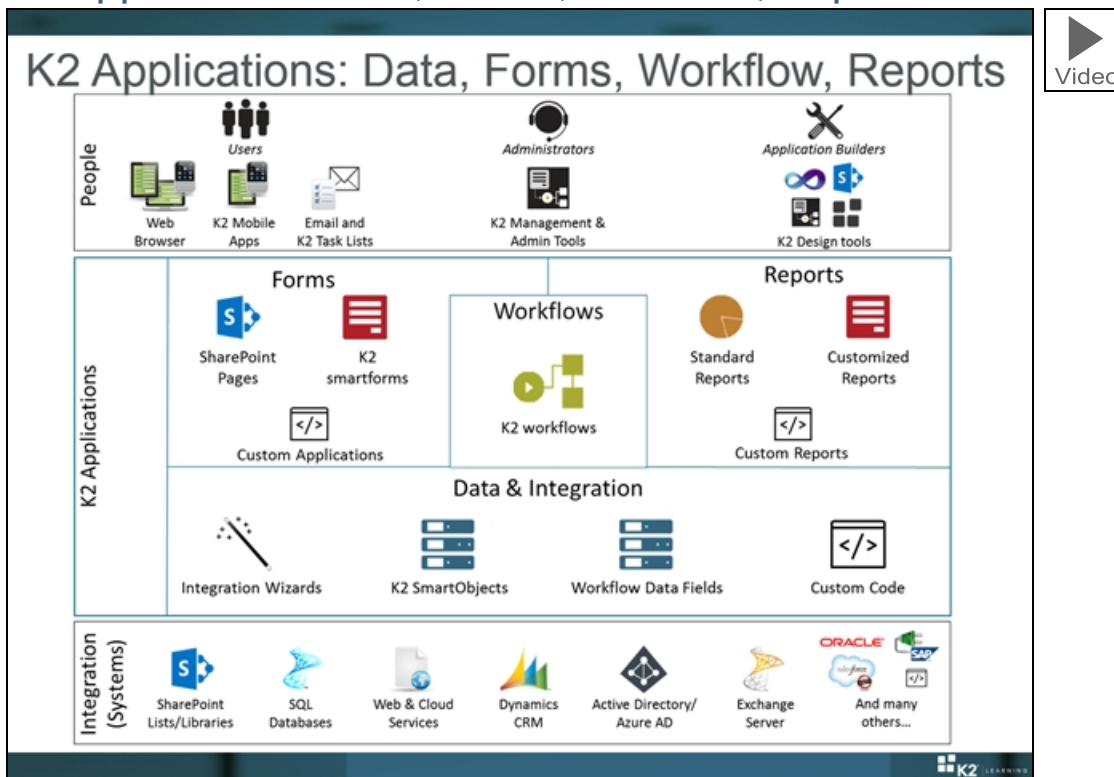 K2 Applications: Data, Forms, Workflow, Reports
Video
People
Users
Administrators
Application Builders
Web
Browser
K2 Mobile
Apps
Email and
K2 Task Lists
K2 Management &
Admin Tools
K2 Design tools
K2 Applications
Forms
SharePoint
Pages
K2
smartforms
Custom Applications
Workflows
K2 workflows
Reports
Standard
Reports
Customized
Reports
Custom Reports
Data & Integration
Integration Wizards
K2 SmartObjects
Workflow Data Fields
Custom Code
Integration
(Systems)
SharePoint
Lists/Libraries
SQL
Databases
Web & Cloud
Services
Dynamics
CRM
Active Directory/
Azure AD
Exchange
Server
ORACLE
SAP
salesforce
And many
others...
K2 LEARNING